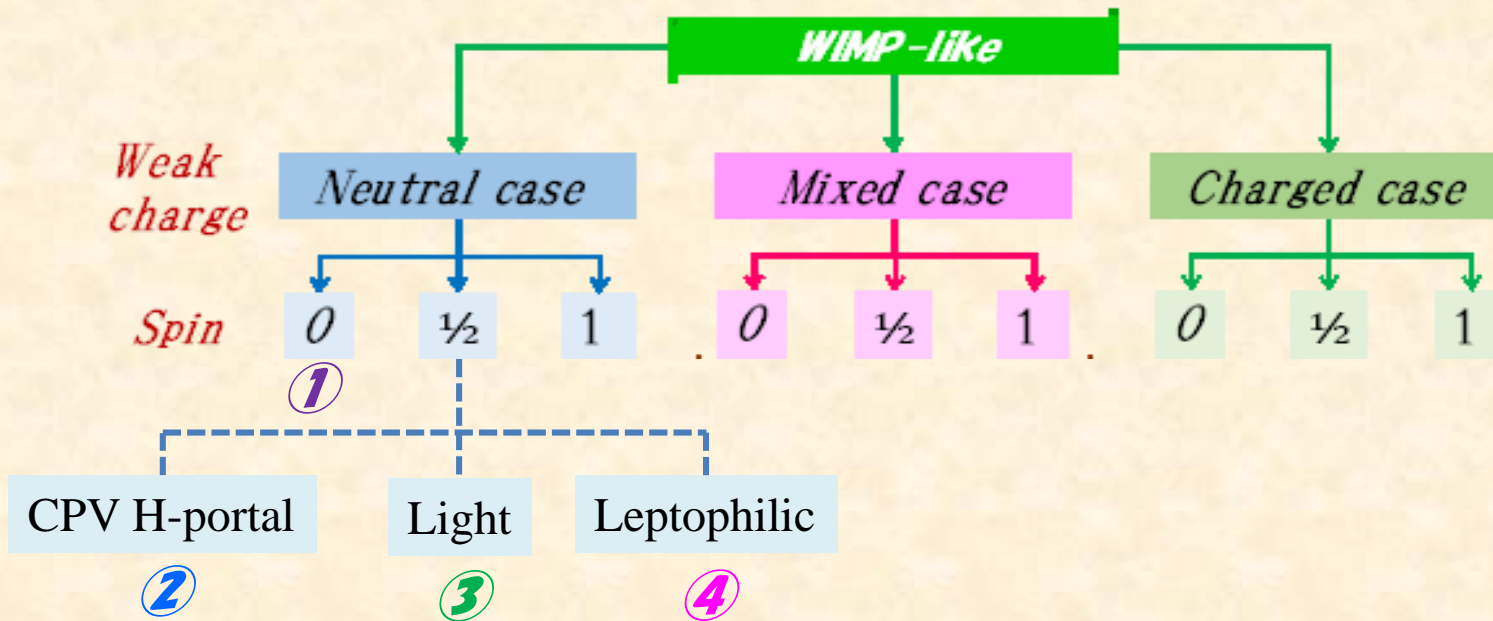 WIMP-like
Weak
charge
Neutral case
Mixed case
Charged case
Spin
0
½
1
.
0
½
1
.
0
½
1
1
CPV H-portal
Light
Leptophilic
2
3
4